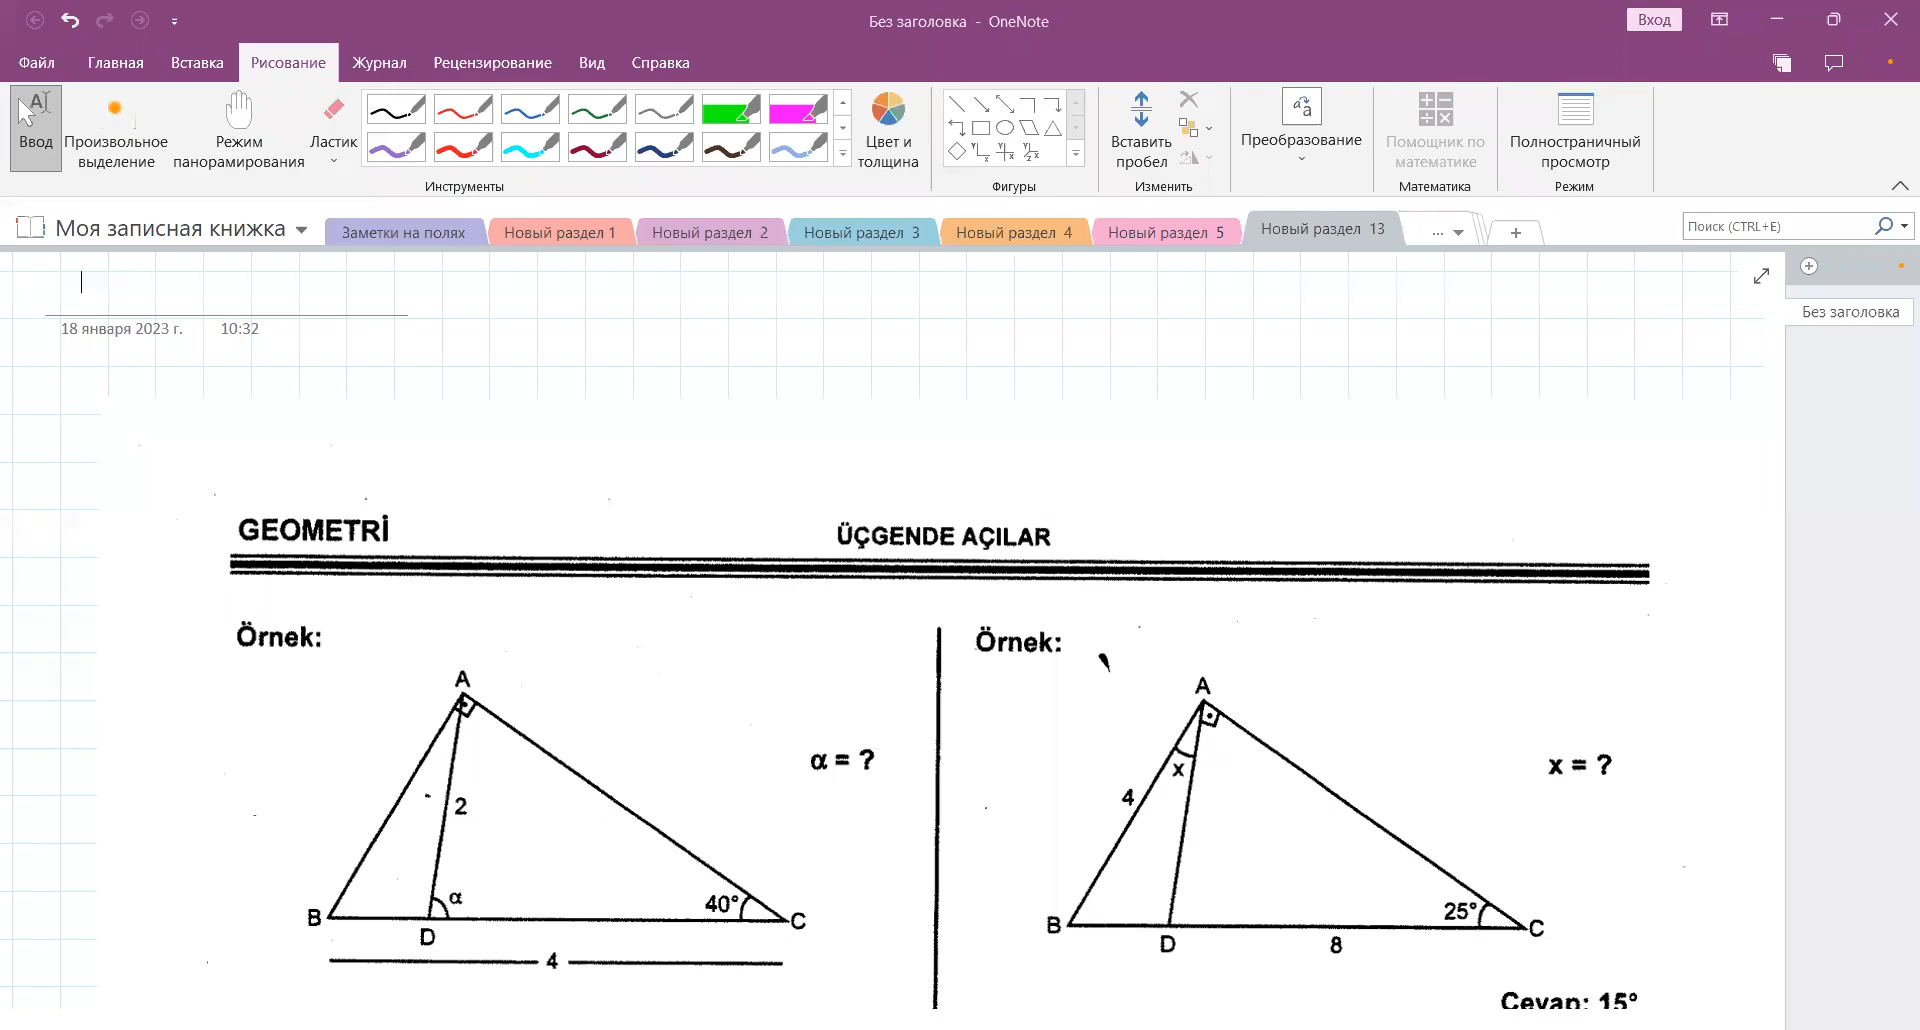 Без заголовка - OneNote
Вход
Файл
Главная
Вставка
Рисование
Журнал
Рецензирование
Вид
Справка
Ввод
Произвольное выделение
Режим панорамирования
Ластик
Цвет и толщина
Вставить пробел
Преобразование
Помощник по математике
Полностраничный просмотр
Инструменты
Фигуры
Изменить
Математика
Режим
Моя записная книжка
Заметки на полях
Новый раздел 1
Новый раздел 2
Новый раздел 3
Новый раздел 4
Новый раздел 5
Новый раздел 13
...
Поиск (CTRL+E)
Без заголовка
18 января 2023 г. 10:32
GEOMETRİ
ÜÇGENDE AÇILAR
Örnek:
A
α = ?
2
α
40°
B
D
C
4
Örnek:
A
x = ?
x
4
25°
B
D
8
C
Cevap: 15°